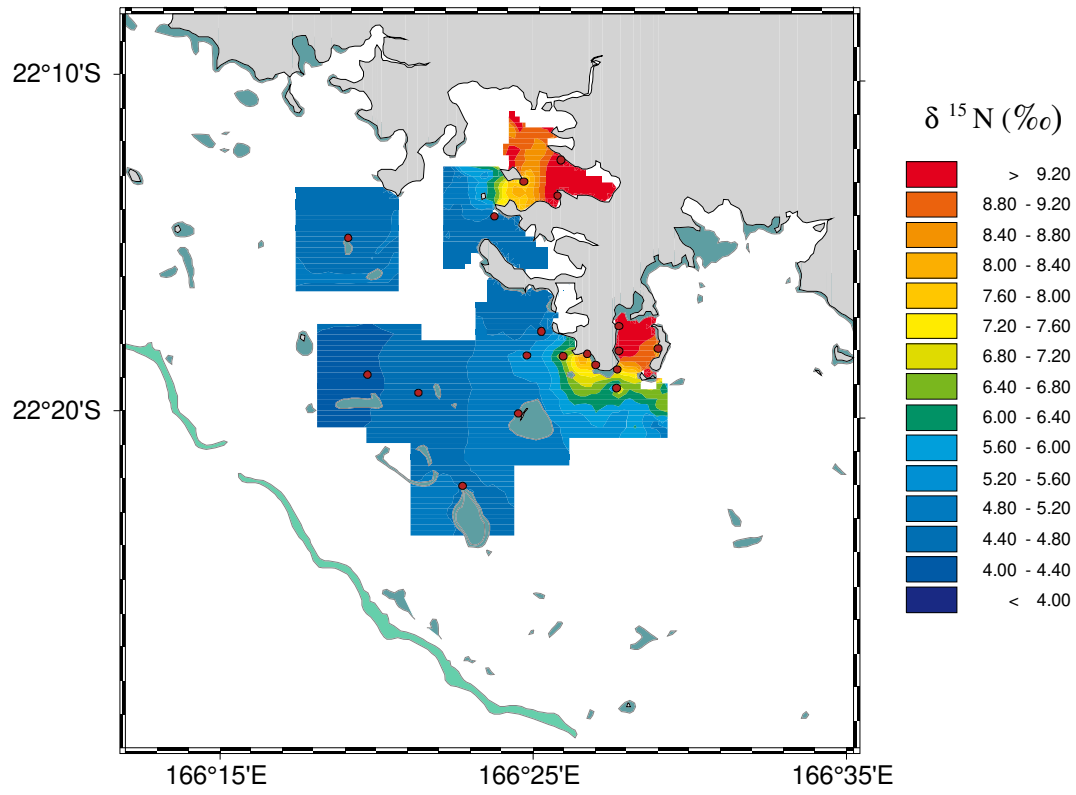 22°10'S
22°20'S
166°15'E
166°25'E
166°35'E
δ ¹⁵ N (‰)
> 9.20
8.80 - 9.20
8.40 - 8.80
8.00 - 8.40
7.60 - 8.00
7.20 - 7.60
6.80 - 7.20
6.40 - 6.80
6.00 - 6.40
5.60 - 6.00
5.20 - 5.60
4.80 - 5.20
4.40 - 4.80
4.00 - 4.40
< 4.00